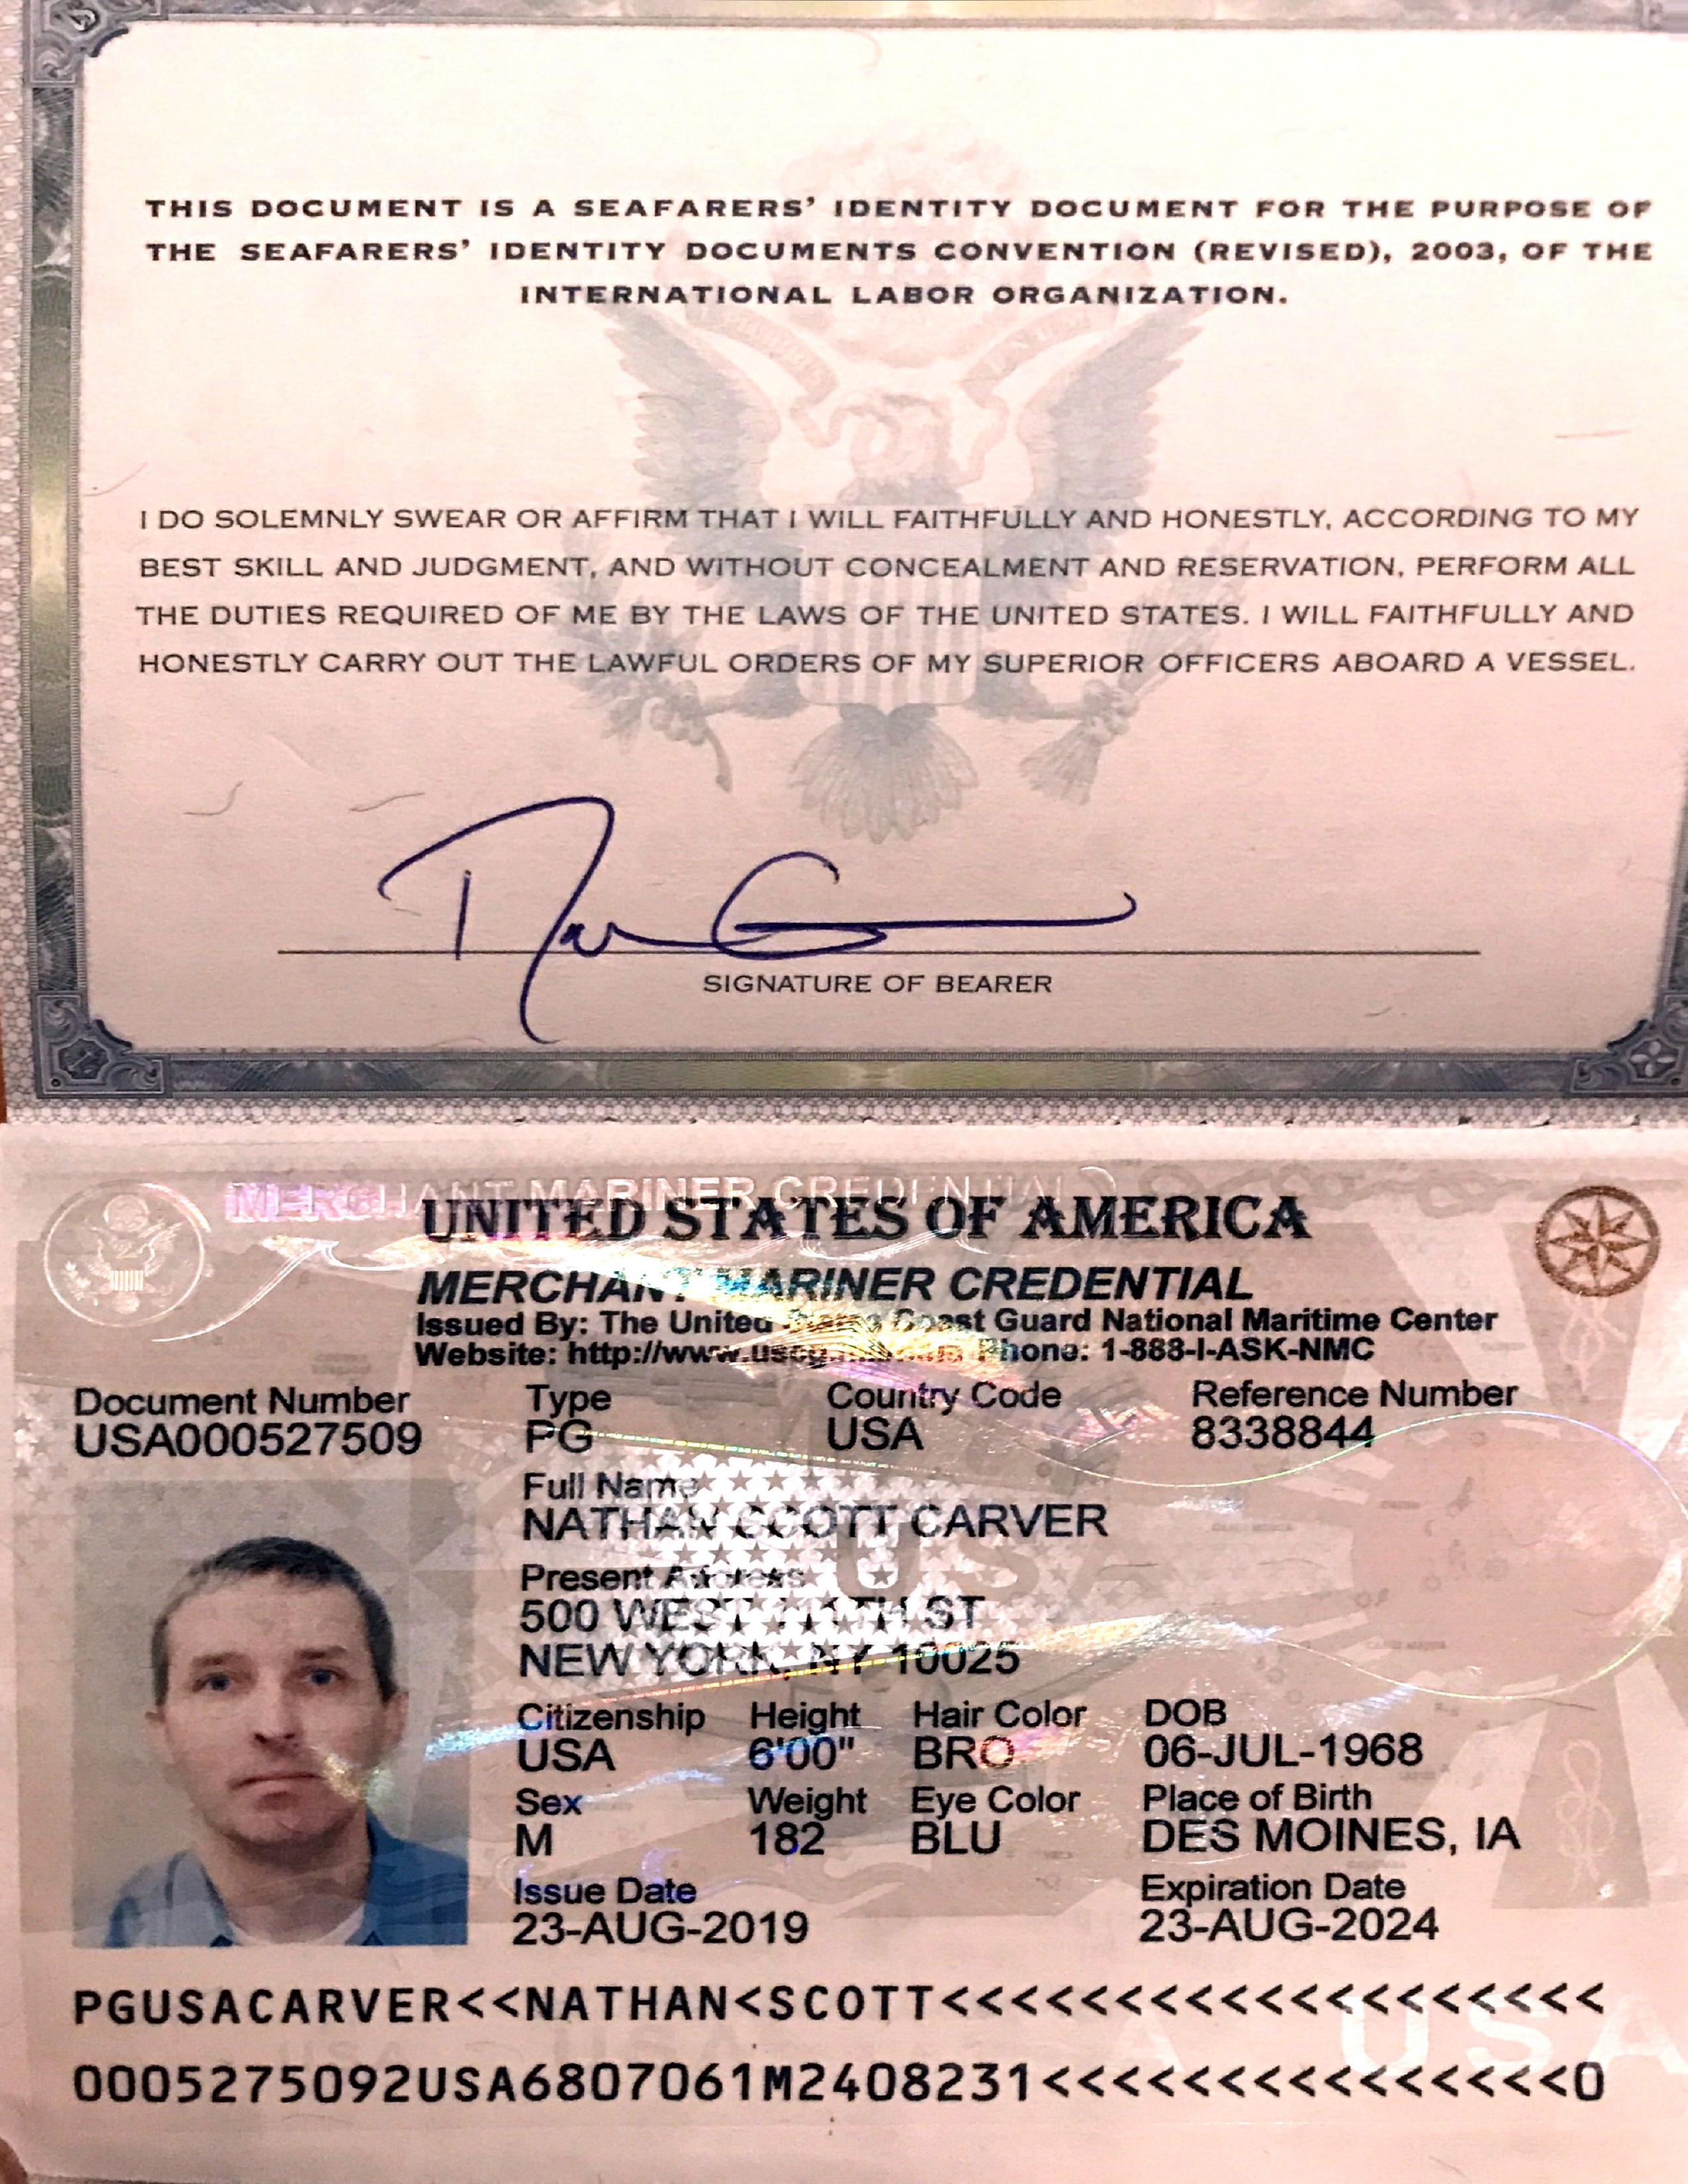 THIS DOCUMENT IS A SEAFARERS' IDENTITY DOCUMENT FOR THE PURPOSE OF
THE SEAFARERS' IDENTITY DOCUMENTS CONVENTION (REVISED), 2003, OF THE
INTERNATIONAL LABOR ORGANIZATION.
I DO SOLEMNLY SWEAR OR AFFIRM THAT I WILL FAITHFULLY AND HONESTLY, ACCORDING TO MY
BEST SKILL AND JUDGMENT, AND WITHOUT CONCEALMENT AND RESERVATION, PERFORM ALL
THE DUTIES REQUIRED OF ME BY THE LAWS OF THE UNITED STATES. I WILL FAITHFULLY AND
HONESTLY CARRY OUT THE LAWFUL ORDERS OF MY SUPERIOR OFFICERS ABOARD A VESSEL.
SIGNATURE OF BEARER
MERCHANT MARINER CREDENTIAL
UNITED STATES OF AMERICA
MERCHANT MARINER CREDENTIAL
Issued By: The United States Coast Guard National Maritime Center
Website: Phone: 1-888-I-ASK-NMC
Document Number Type Country Code Reference Number
USA000527509 PG USA 8338844
Full Name
NATHAN SCOTT CARVER
Present Address
500 WEST ST
NEW YORK, NY 10025
Citizenship Height Hair Color DOB
USA 6'00" BRO 06-JUL-1968
Sex Weight Eye Color Place of Birth
M 182 BLU DES MOINES, IA
Issue Date Expiration Date
23-AUG-2019 23-AUG-2024
PGUSACARVER<<NATHAN<SCOTT<<<<<<<<<<<<<<<<<<<
0005275092USA6807061M2408231<<<<<<<<<<<<<<<0
USA